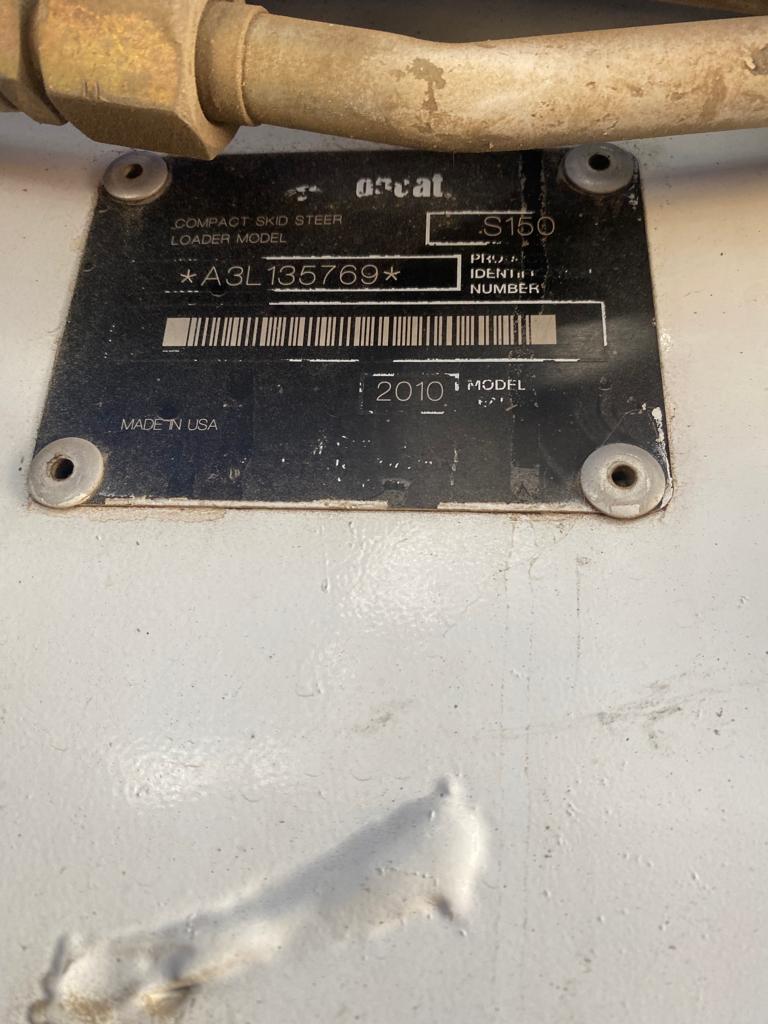 COMPACT SKID STEER
LOADER MODEL
S150
*A3L135769*
NUMBER
2010
MODEL
MADE IN USA